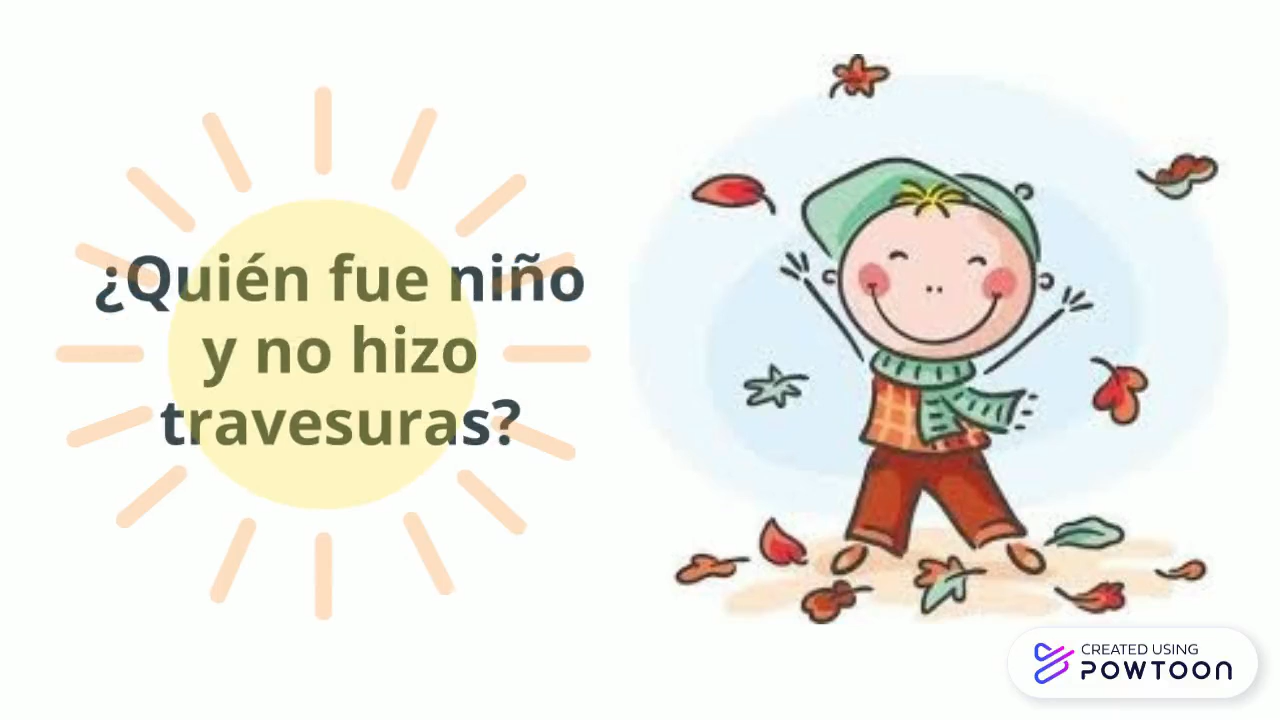 ¿Quién fue niño
y no hizo
travesuras?
CREATED USING
POWTOON